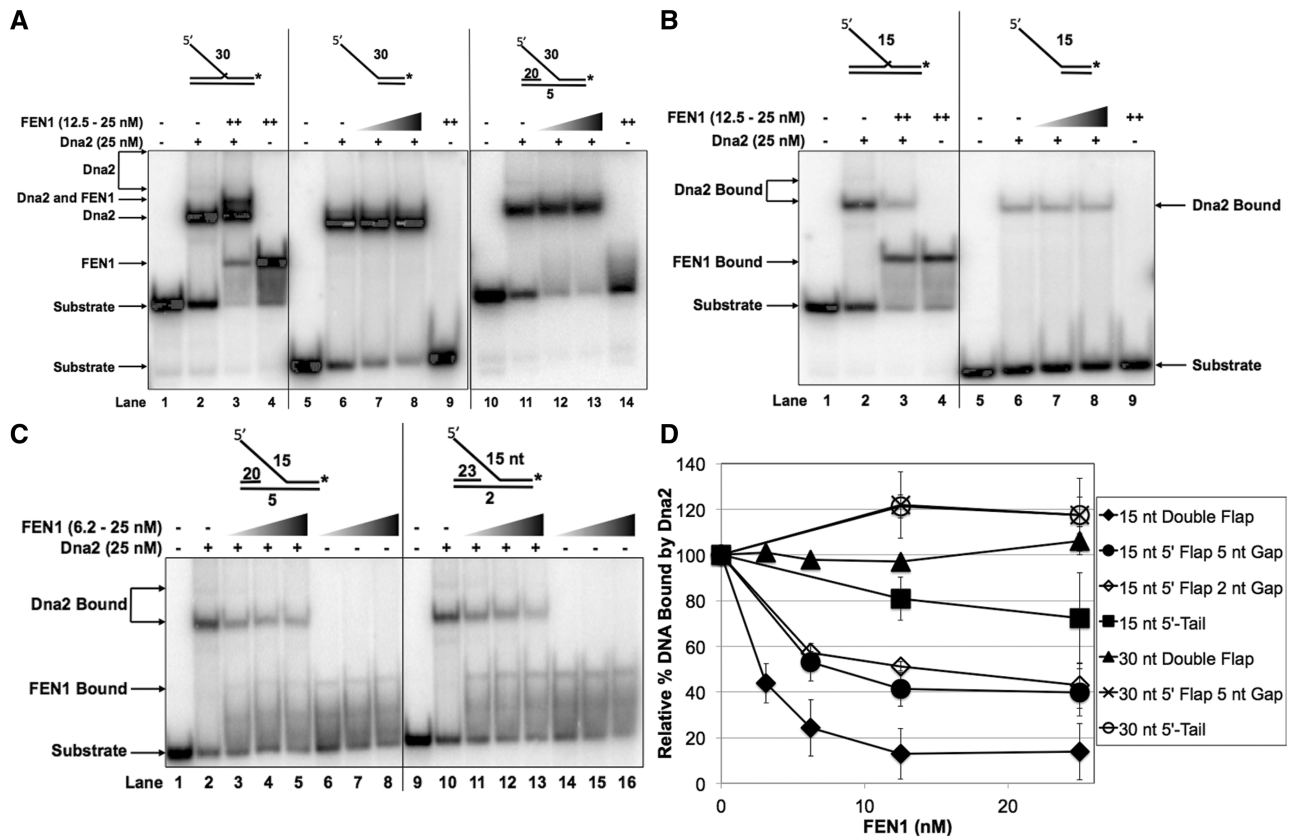 A
5′
30
*
5′
30
*
5′
30
20
*
5
FEN1 (12.5 - 25 nM) - - ++ ++ - - ++ - - ++
Dna2 (25 nM) - + + - - + + + - - + + + -
Dna2
Dna2 and FEN1
Dna2
FEN1
Substrate
Substrate
Lane 1 2 3 4 5 6 7 8 9 10 11 12 13 14
B
5′
15
*
5′
15
*
FEN1 (12.5 - 25 nM) - - ++ ++ - - ++
Dna2 (25 nM) - + + - - + + + -
Dna2 Bound
Dna2 Bound
FEN1 Bound
Substrate
Substrate
Lane 1 2 3 4 5 6 7 8 9
C
5′
15
20
*
5
5′
15 nt
23
*
2
FEN1 (6.2 - 25 nM) - - - -
Dna2 (25 nM) - + + + + - - - - + + + + - - -
Dna2 Bound
FEN1 Bound
Substrate
Lane 1 2 3 4 5 6 7 8 9 10 11 12 13 14 15 16
D
Relative % DNA Bound by Dna2
140
120
100
80
60
40
20
0
0 10 20
FEN1 (nM)
15 nt Double Flap
15 nt 5' Flap 5 nt Gap
15 nt 5' Flap 2 nt Gap
15 nt 5'-Tail
30 nt Double Flap
30 nt 5' Flap 5 nt Gap
30 nt 5'-Tail